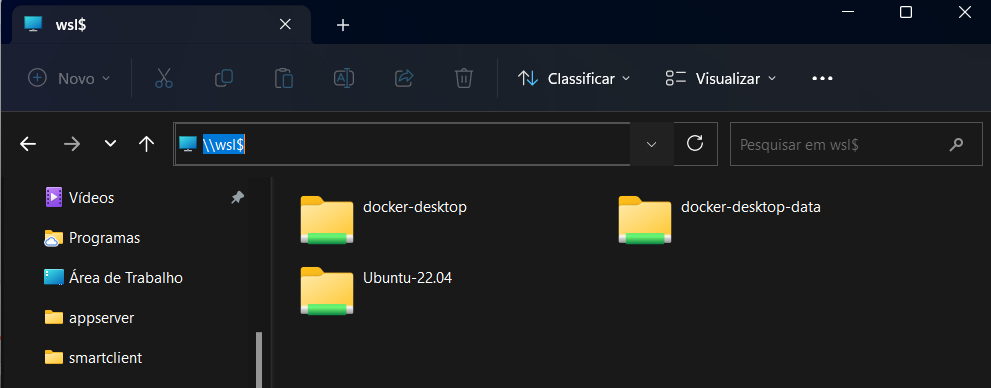 wsl$
Novo
Classificar
Visualizar
\\wsl$
Pesquisar em wsl$
Vídeos
Programas
Área de Trabalho
appserver
smartclient
docker-desktop
docker-desktop-data
Ubuntu-22.04